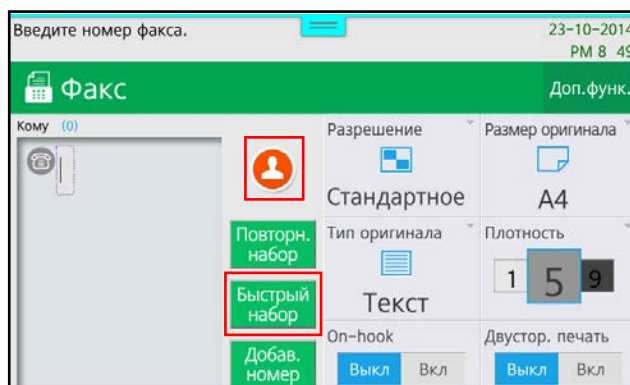 Введите номер факса.
23-10-2014
PM 8 49
Факс
Доп.функ.
Кому (0)
Повторн.
набор
Быстрый
набор
Добав.
номер
Разрешение
Стандартное
Размер оригинала
A4
Тип оригинала
Текст
Плотность
1 5 9
On-hook
Выкл Вкл
Двустор. печать
Выкл Вкл